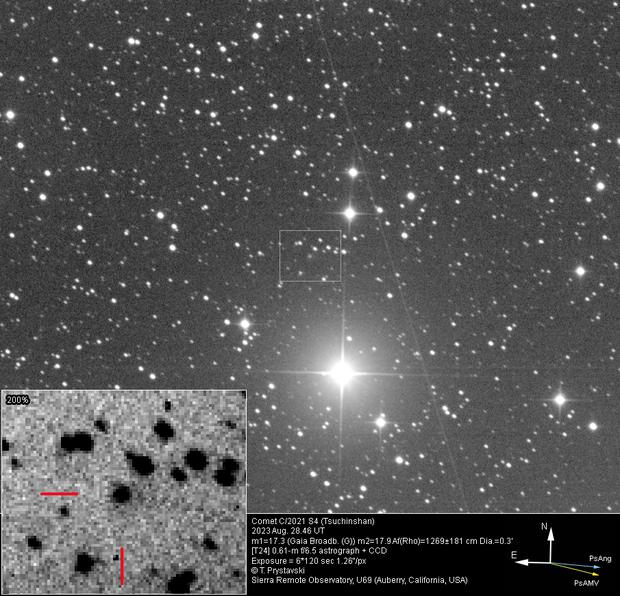 200%
Comet C/2021 S4 (Tsuchinshan)
2023 Aug. 28.46 UT
m1=17.3 (Gaia Broadb. (G)) m2=17.9 Af(Rho)=1269±181 cm Dia.=0.3'
[T24] 0.61-m f/6.5 astrograph + CCD
Exposure = 6*120 sec 1.26"/px
© T. Prystavski
Sierra Remote Observatory, U69 (Auberry, California, USA)
N
E
PsAng
PsAMV